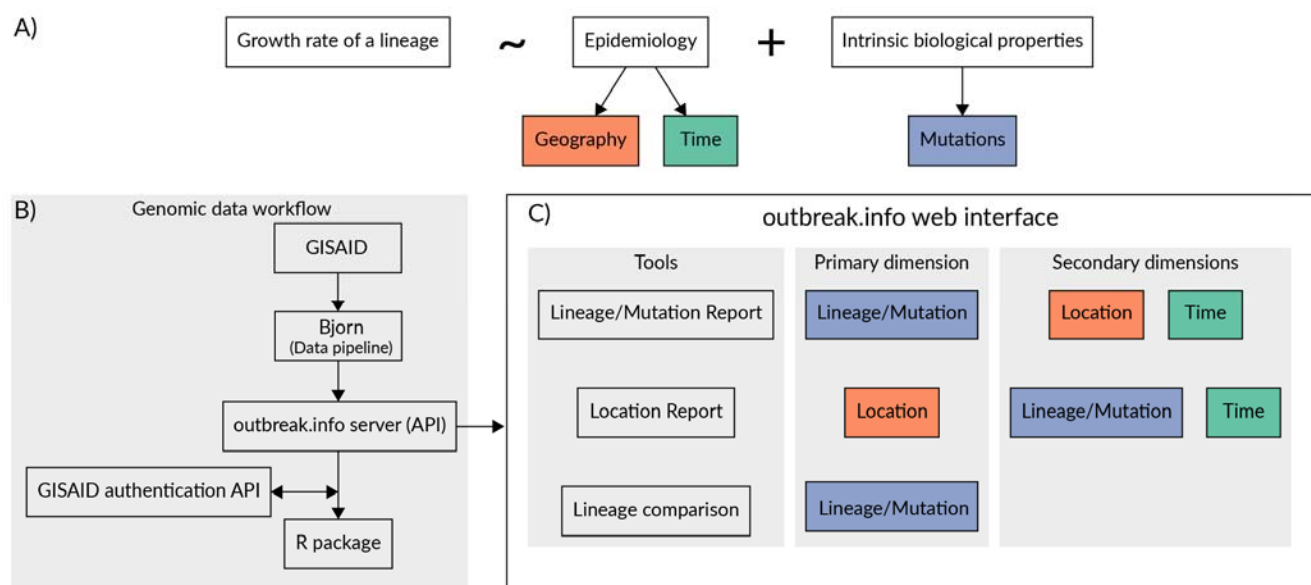 A)
Growth rate of a lineage ~ Epidemiology + Intrinsic biological properties
Geography Time Mutations
B)
Genomic data workflow
GISAID
Bjorn
(Data pipeline)
outbreak.info server (API)
GISAID authentication API
R package
C)
outbreak.info web interface
Tools Primary dimension Secondary dimensions
Lineage/Mutation Report Lineage/Mutation Location Time
Location Report Location Lineage/Mutation Time
Lineage comparison Lineage/Mutation